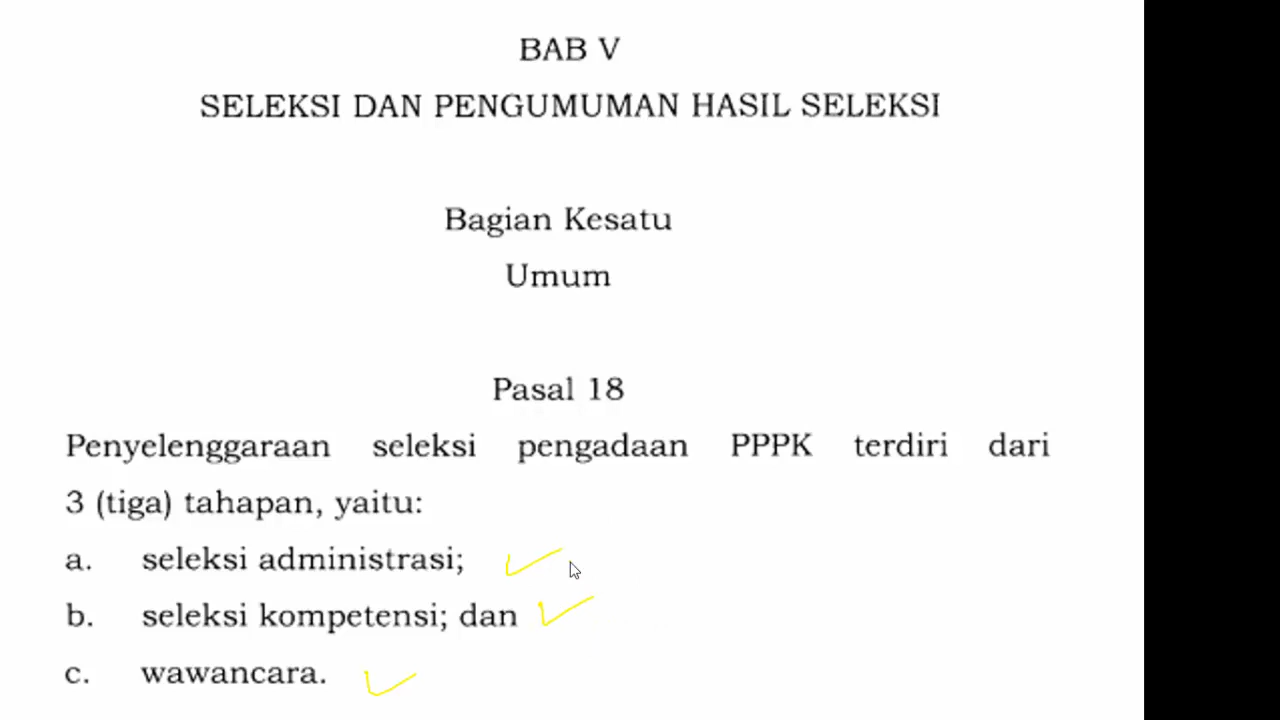 BAB V
SELEKSI DAN PENGUMUMAN HASIL SELEKSI
Bagian Kesatu
Umum
Pasal 18
Penyelenggaraan seleksi pengadaan PPPK terdiri dari
3 (tiga) tahapan, yaitu:
a. seleksi administrasi;
b. seleksi kompetensi; dan
c. wawancara.